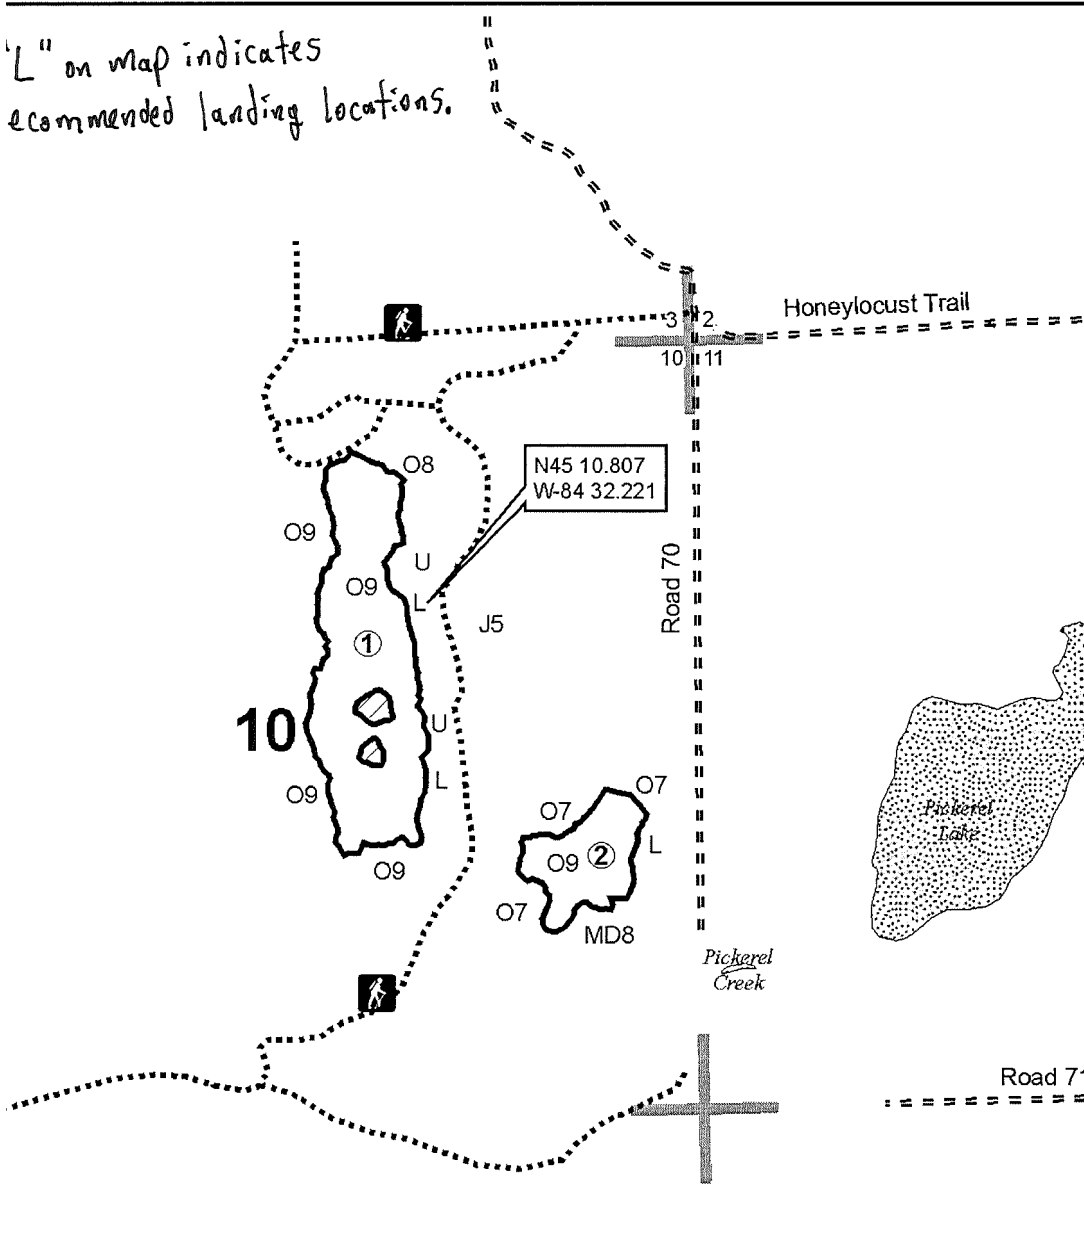 "L" on map indicates
ecommended landing locations.
Honeylocust Trail
3 2
10 11
O8
N45 10.807
W-84 32.221
O9
U
O9
L
J5
Road 70
1
10
U
L
O9
O7
O7
L
O9 2
Pickerel
Lake
O9
O7
MD8
Pickerel
Creek
Road 71